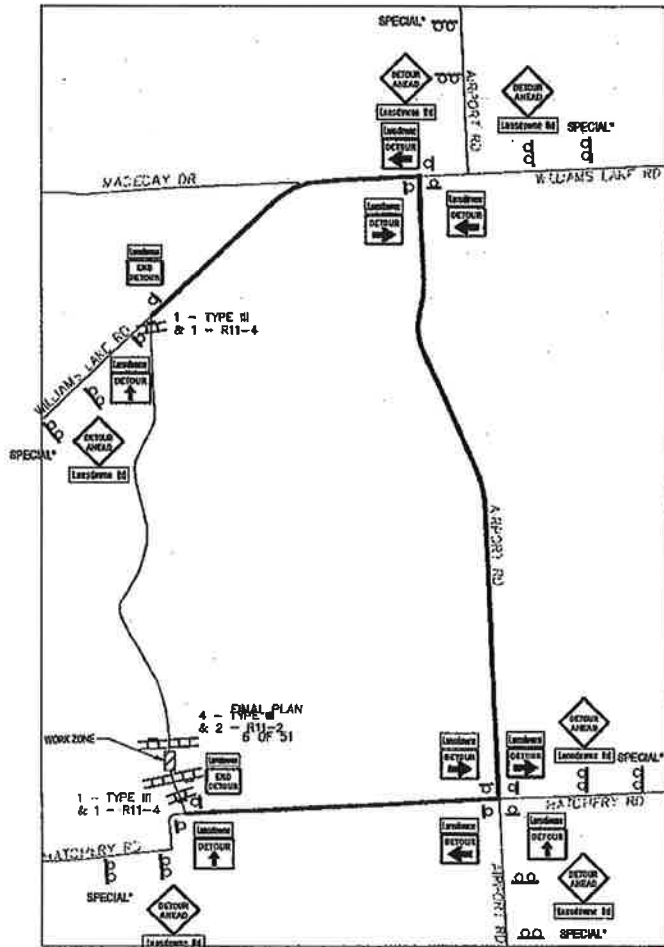 SPECIAL*
AIRPORT RD
DETOUR
AHEAD
Lansdowne Rd
DETOUR
AHEAD
Lansdowne Rd
SPECIAL*
Lansdowne
DETOUR
MACEDAY DR
WILLIAMS LAKE RD
Lansdowne
DETOUR
Lansdowne
DETOUR
Lansdowne
END
DETOUR
1 - TYPE III
& 1 - R11-4
WILLIAMS LAKE RD
Lansdowne
DETOUR
DETOUR
AHEAD
Lansdowne Rd
SPECIAL*
AIRPORT RD
FINAL PLAN
4 - TYPE III
& 2 - R11-2
6 OF 51
WORK ZONE
Lansdowne
END
DETOUR
1 - TYPE III
& 1 - R11-4
Lansdowne
DETOUR
Lansdowne
DETOUR
DETOUR
AHEAD
Lansdowne Rd
SPECIAL*
HATCHERY RD
HATCHERY RD
Lansdowne
DETOUR
Lansdowne
DETOUR
Lansdowne
DETOUR
SPECIAL*
DETOUR
AHEAD
Lansdowne Rd
AIRPORT RD
DETOUR
AHEAD
Lansdowne Rd
SPECIAL*